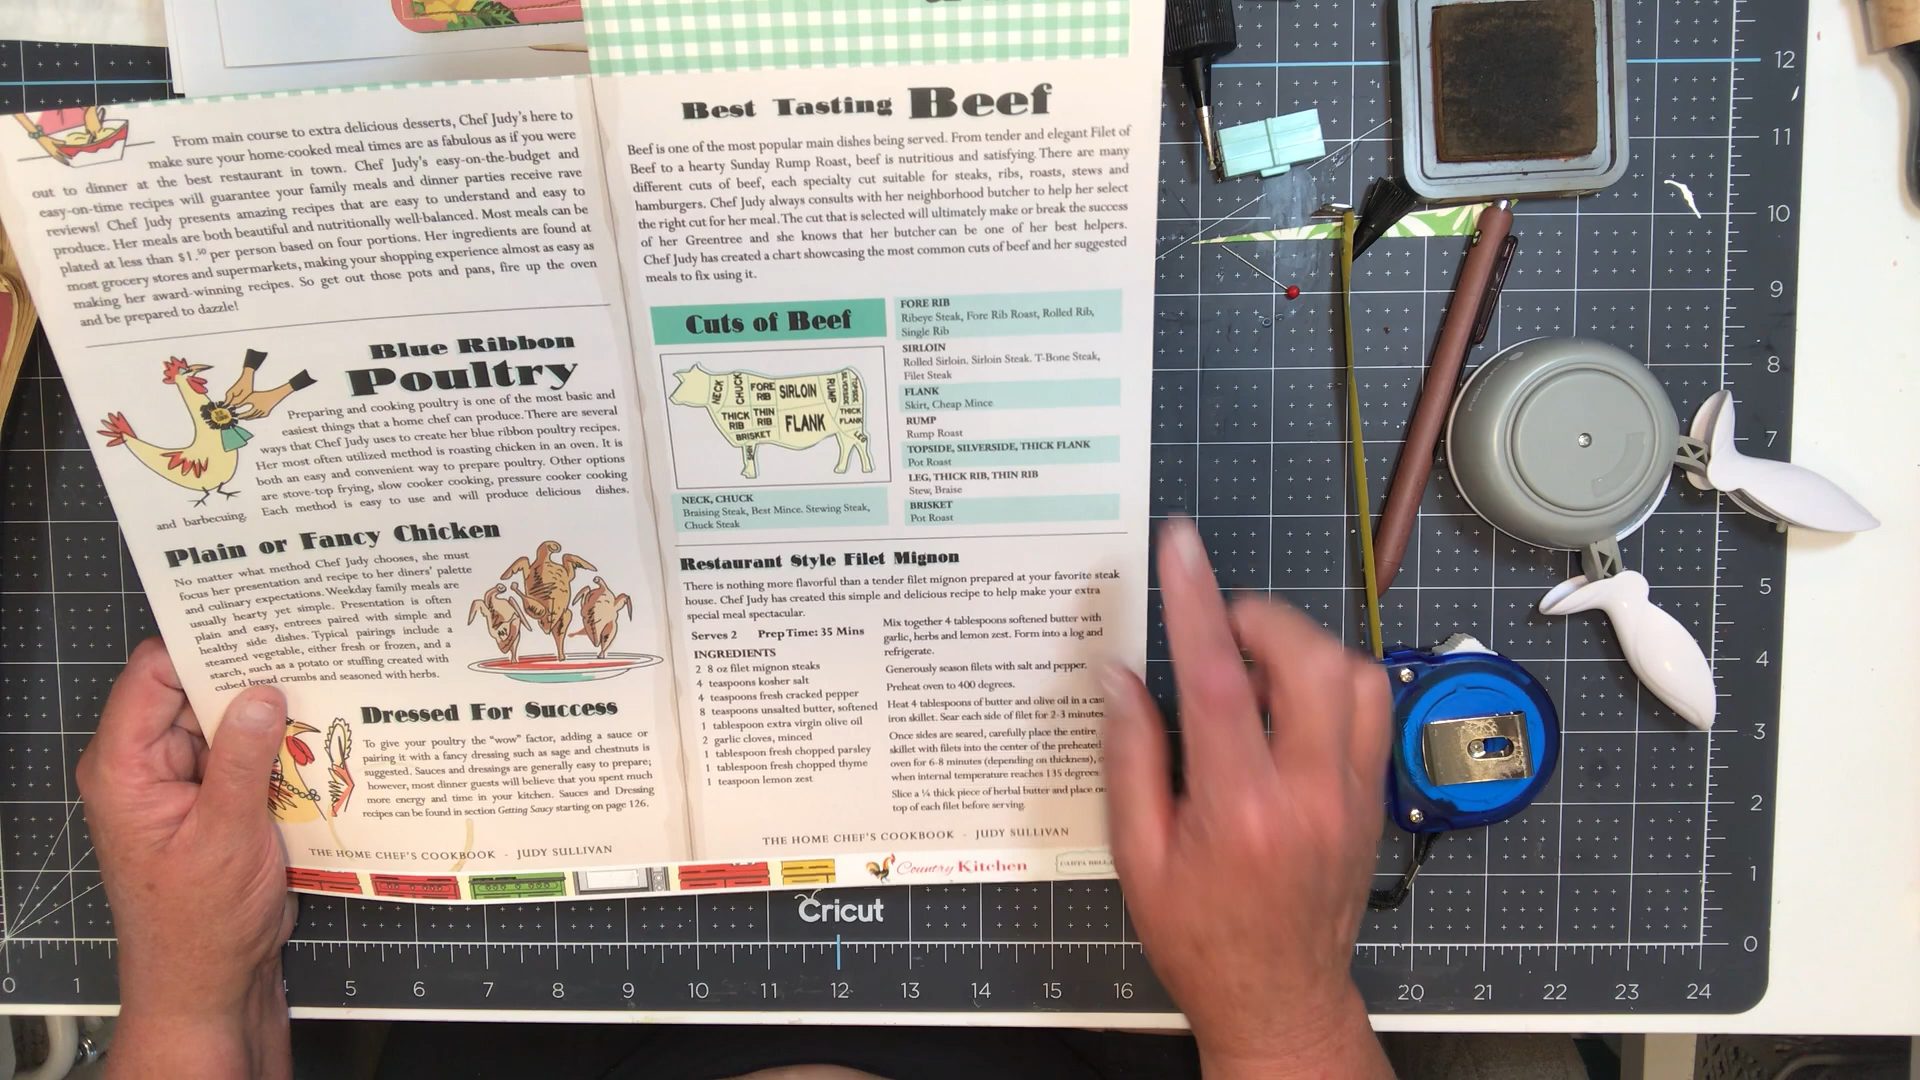 From main course to extra delicious desserts, Chef Judy's here to
make sure your home-cooked meal times are as fabulous as if you were
out to dinner at the best restaurant in town. Chef Judy's easy-on-the-budget and
easy-on-time recipes will guarantee your family meals and dinner parties receive rave
reviews! Chef Judy presents amazing recipes that are easy to understand and easy to
produce. Her meals are both beautiful and nutritionally well-balanced. Most meals can be
plated at less than $1.50 per person based on four portions. Her ingredients are found at
most grocery stores and supermarkets, making your shopping experience almost as easy as
making her award-winning recipes. So get out those pots and pans, fire up the oven
and be prepared to dazzle!
Blue Ribbon
Poultry
Preparing and cooking poultry is one of the most basic and
easiest things that a home chef can produce. There are several
ways that Chef Judy uses to create her blue ribbon poultry recipes.
Her most often utilized method is roasting chicken in an oven. It is
both an easy and convenient way to prepare poultry. Other options
are stove-top frying, slow cooker cooking, pressure cooker cooking
and barbecuing. Each method is easy to use and will produce delicious dishes.
Plain or Fancy Chicken
No matter what method Chef Judy chooses, she must
focus her presentation and recipe to her diners' palette
and culinary expectations. Weekday family meals are
usually hearty yet simple. Presentation is often
plain and easy, entrees paired with simple and
healthy side dishes. Typical pairings include a
steamed vegetable, either fresh or frozen, and a
starch, such as a potato or stuffing created with
cubed bread crumbs and seasoned with herbs.
Dressed For Success
To give your poultry the "wow" factor, adding a sauce or
pairing it with a fancy dressing such as sage and chestnuts is
suggested. Sauces and dressings are generally easy to prepare;
however, most dinner guests will believe that you spent much
more energy and time in your kitchen. Sauces and Dressing
recipes can be found in section Getting Saucy starting on page 126.
THE HOME CHEF'S COOKBOOK - JUDY SULLIVAN
Best Tasting Beef
Beef is one of the most popular main dishes being served. From tender and elegant Filet of
Beef to a hearty Sunday Rump Roast, beef is nutritious and satisfying. There are many
different cuts of beef, each specialty cut suitable for steaks, ribs, roasts, stews and
hamburgers. Chef Judy always consults with her neighborhood butcher to help her select
the right cut for her meal. The cut that is selected will ultimately make or break the success
of her Greentree and she knows that her butcher can be one of her best helpers.
Chef Judy has created a chart showcasing the most common cuts of beef and her suggested
meals to fix using it.
Cuts of Beef
NECK
CHUCK
FORE RIB
SIRLOIN
RUMP
SILVERSIDE
TOPSIDE
THICK RIB
THIN RIB
FLANK
THICK FLANK
BRISKET
LEG
NECK, CHUCK
Braising Steak, Best Mince. Stewing Steak,
Chuck Steak
FORE RIB
Ribeye Steak, Fore Rib Roast, Rolled Rib,
Single Rib
SIRLOIN
Rolled Sirloin. Sirloin Steak. T-Bone Steak,
Filet Steak
FLANK
Skirt, Cheap Mince
RUMP
Rump Roast
TOPSIDE, SILVERSIDE, THICK FLANK
Pot Roast
LEG, THICK RIB, THIN RIB
Stew, Braise
BRISKET
Pot Roast
Restaurant Style Filet Mignon
There is nothing more flavorful than a tender filet mignon prepared at your favorite steak
house. Chef Judy has created this simple and delicious recipe to help make your extra
special meal spectacular.
Serves 2 Prep Time: 35 Mins
INGREDIENTS
2 8 oz filet mignon steaks
4 teaspoons kosher salt
4 teaspoons fresh cracked pepper
8 teaspoons unsalted butter, softened
1 tablespoon extra virgin olive oil
2 garlic cloves, minced
1 tablespoon fresh chopped parsley
1 tablespoon fresh chopped thyme
1 teaspoon lemon zest
Mix together 4 tablespoons softened butter with
garlic, herbs and lemon zest. Form into a log and
refrigerate.
Generously season filets with salt and pepper.
Preheat oven to 400 degrees.
Heat 4 tablespoons of butter and olive oil in a
iron skillet. Sear each side of filet for 2-3 minutes.
Once sides are seared, carefully place the entire
skillet with filets into the center of the preheated
oven for 6-8 minutes (depending on thickness),
when internal temperature reaches 135 degrees
Slice a ¼ thick piece of herbal butter and place
top of each filet before serving.
THE HOME CHEF'S COOKBOOK - JUDY SULLIVAN
Country Kitchen
Cricut
0 1 5 6 7 8 9 10 11 12 13 14 15 16 20 21 22 23 24
12
11
10
9
8
7
5
4
3
2
1
0